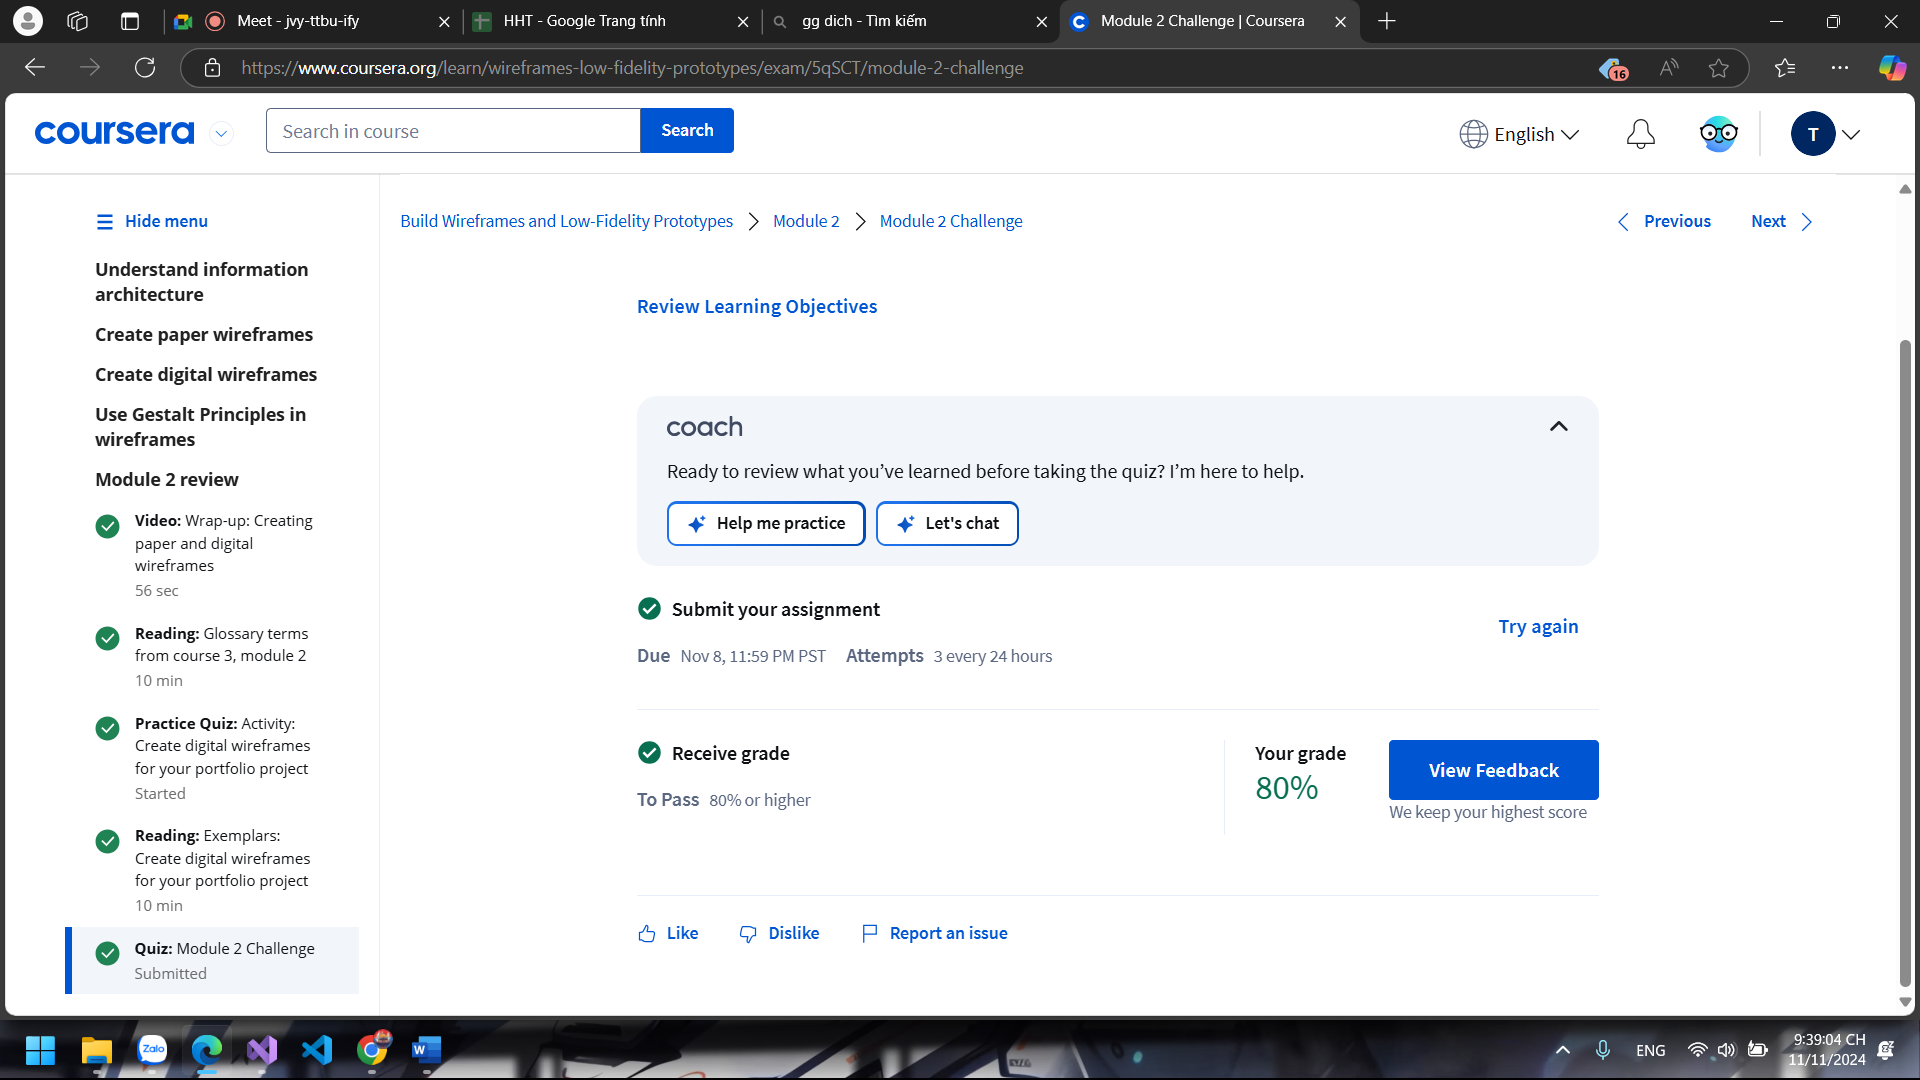 Meet - jvy-ttbu-ify
HHT - Google Trang tính
gg dich - Tìm kiếm
Module 2 Challenge | Coursera
https://www.coursera.org/learn/wireframes-low-fidelity-prototypes/exam/5qSCT/module-2-challenge
16
coursera
Search in course
Search
English
T
Hide menu
Build Wireframes and Low-Fidelity Prototypes
Module 2
Module 2 Challenge
Previous
Next
Understand information
architecture
Create paper wireframes
Create digital wireframes
Use Gestalt Principles in
wireframes
Module 2 review
Video: Wrap-up: Creating
paper and digital
wireframes
56 sec
Reading: Glossary terms
from course 3, module 2
10 min
Practice Quiz: Activity:
Create digital wireframes
for your portfolio project
Started
Reading: Exemplars:
Create digital wireframes
for your portfolio project
10 min
Quiz: Module 2 Challenge
Submitted
Review Learning Objectives
coach
Ready to review what you’ve learned before taking the quiz? I’m here to help.
Help me practice
Let's chat
Submit your assignment
Try again
Due Nov 8, 11:59 PM PST Attempts 3 every 24 hours
Receive grade
To Pass 80% or higher
Your grade
80%
View Feedback
We keep your highest score
Like
Dislike
Report an issue
Zalo
ENG
9:39:04 CH
11/11/2024